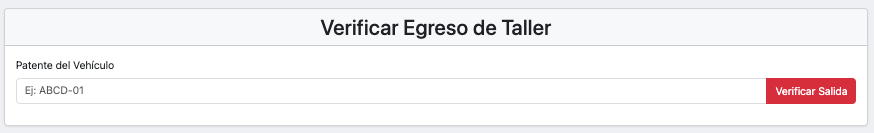 Verificar Egreso de Taller
Patente del Vehículo
Ej: ABCD-01
Verificar Salida